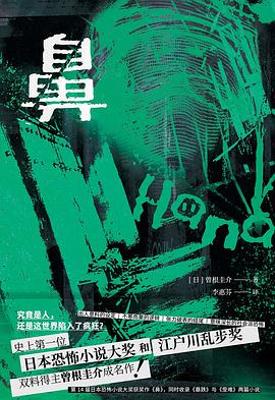 鼻
Hana
[日] 曾根圭介 — 著
李惠芬 — 译
究竟是人，
还是这世界陷入了疯狂？
史上第一位
日本恐怖小说大奖 和 江户川乱步奖
双料得主曾根圭介成名作！
第14届日本恐怖小说大奖获奖作《鼻》，同时收录《暴跌》与《受难》两篇小说